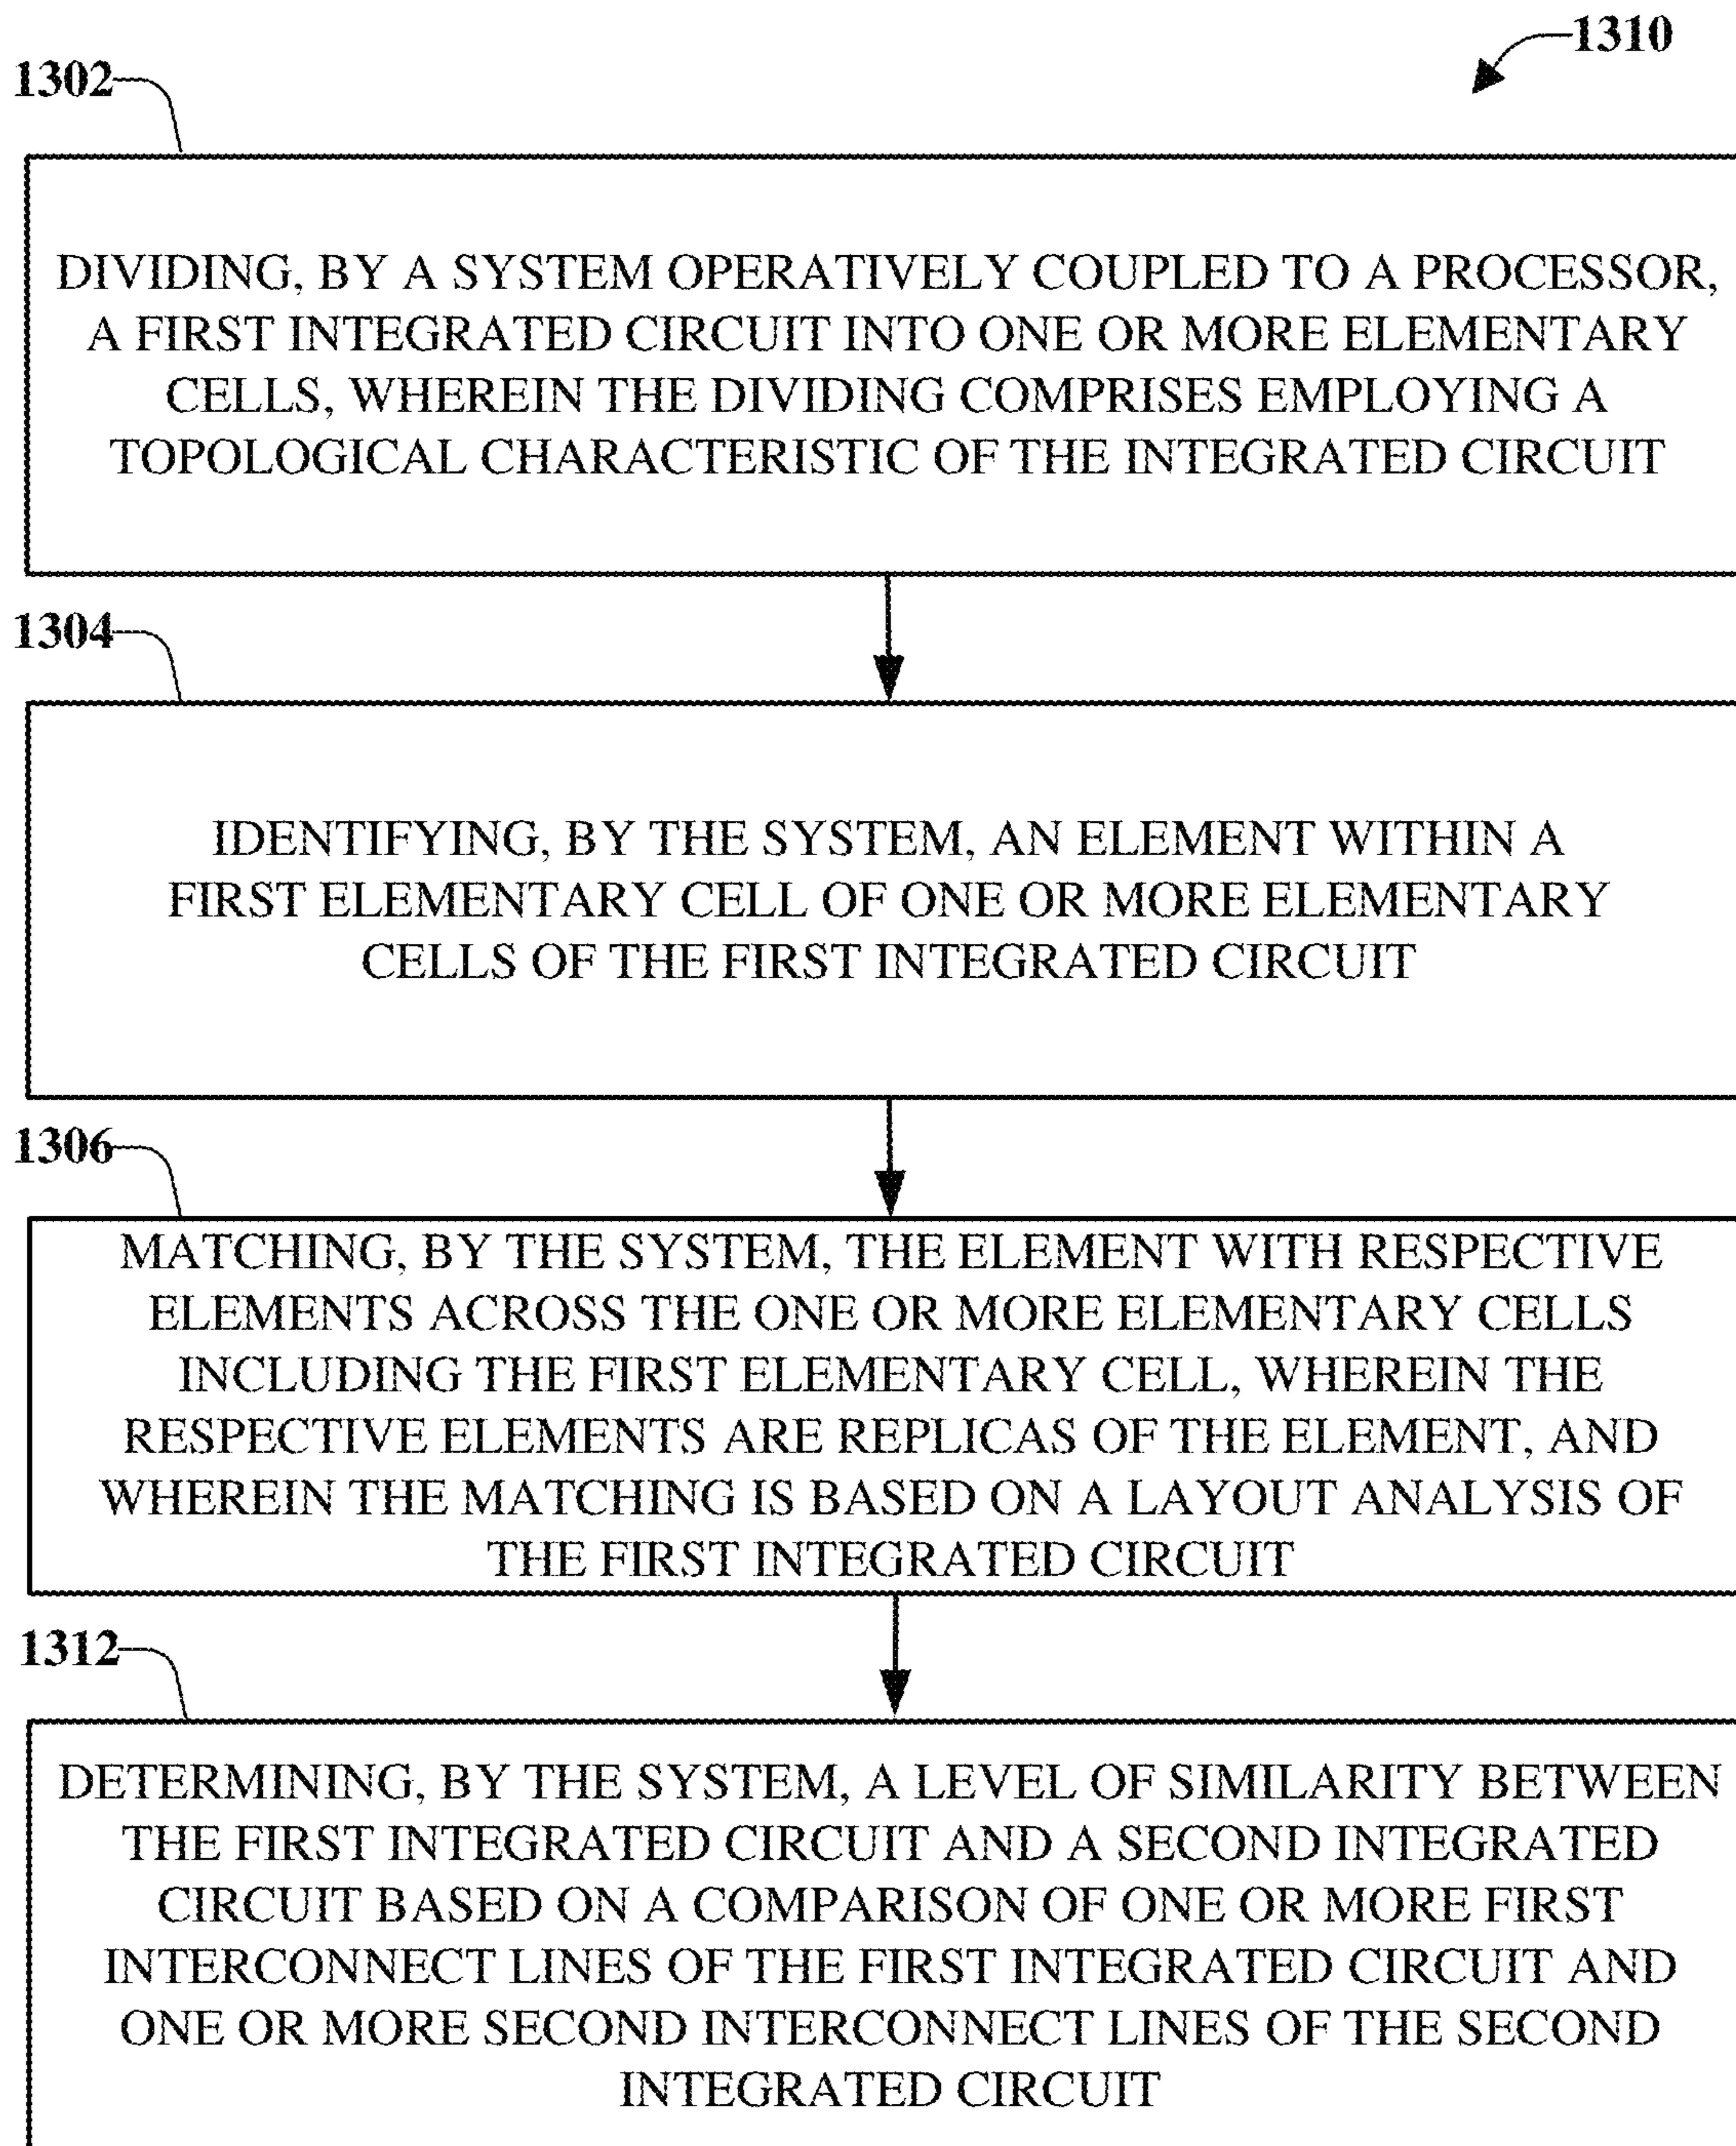 1310
1302
DIVIDING, BY A SYSTEM OPERATIVELY COUPLED TO A PROCESSOR,
A FIRST INTEGRATED CIRCUIT INTO ONE OR MORE ELEMENTARY
CELLS, WHEREIN THE DIVIDING COMPRISES EMPLOYING A
TOPOLOGICAL CHARACTERISTIC OF THE INTEGRATED CIRCUIT
1304
IDENTIFYING, BY THE SYSTEM, AN ELEMENT WITHIN A
FIRST ELEMENTARY CELL OF ONE OR MORE ELEMENTARY
CELLS OF THE FIRST INTEGRATED CIRCUIT
1306
MATCHING, BY THE SYSTEM, THE ELEMENT WITH RESPECTIVE
ELEMENTS ACROSS THE ONE OR MORE ELEMENTARY CELLS
INCLUDING THE FIRST ELEMENTARY CELL, WHEREIN THE
RESPECTIVE ELEMENTS ARE REPLICAS OF THE ELEMENT, AND
WHEREIN THE MATCHING IS BASED ON A LAYOUT ANALYSIS OF
THE FIRST INTEGRATED CIRCUIT
1312
DETERMINING, BY THE SYSTEM, A LEVEL OF SIMILARITY BETWEEN
THE FIRST INTEGRATED CIRCUIT AND A SECOND INTEGRATED
CIRCUIT BASED ON A COMPARISON OF ONE OR MORE FIRST
INTERCONNECT LINES OF THE FIRST INTEGRATED CIRCUIT AND
ONE OR MORE SECOND INTERCONNECT LINES OF THE SECOND
INTEGRATED CIRCUIT